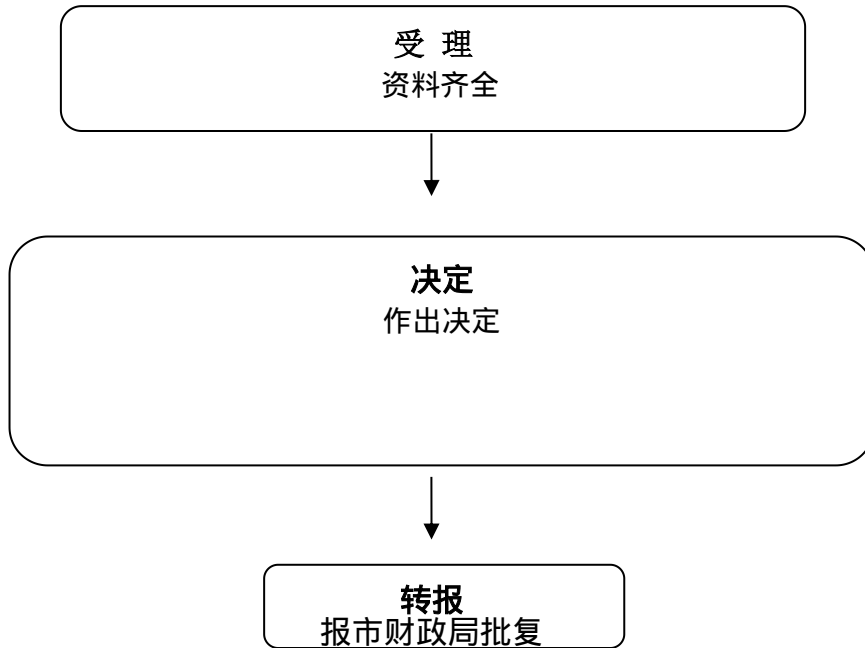 受 理
资料齐全
决定
作出决定
转报
报市财政局批复